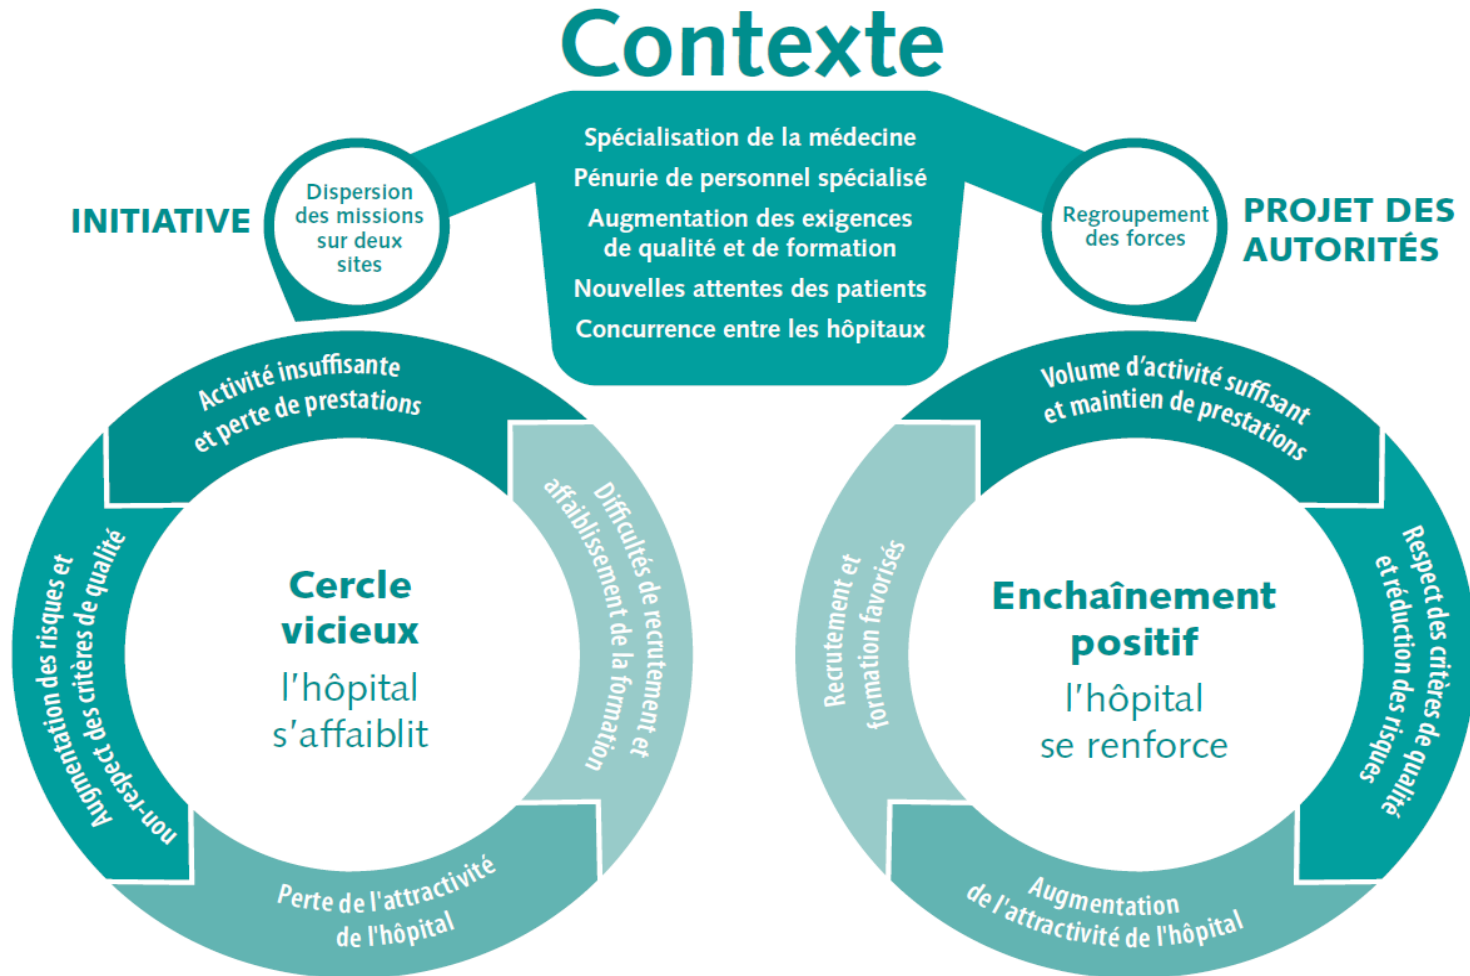 Contexte
Spécialisation de la médecine
Pénurie de personnel spécialisé
Augmentation des exigences
de qualité et de formation
Nouvelles attentes des patients
Concurrence entre les hôpitaux
INITIATIVE
Dispersion
des missions
sur deux
sites
Regroupement
des forces
PROJET DES
AUTORITÉS
Activité insuffisante
et perte de prestations
Augmentation des risques et
non-respect des critères de qualité
Perte de l'attractivité
de l'hôpital
Difficultés de recrutement et
affaiblissement de la formation
Cercle
vicieux
l'hôpital
s'affaiblit
Volume d'activité suffisant
et maintien de prestations
Respect des critères de qualité
et réduction des risques
Augmentation
de l'attractivité de l'hôpital
Recrutement et
formation favorisés
Enchaînement
positif
l'hôpital
se renforce